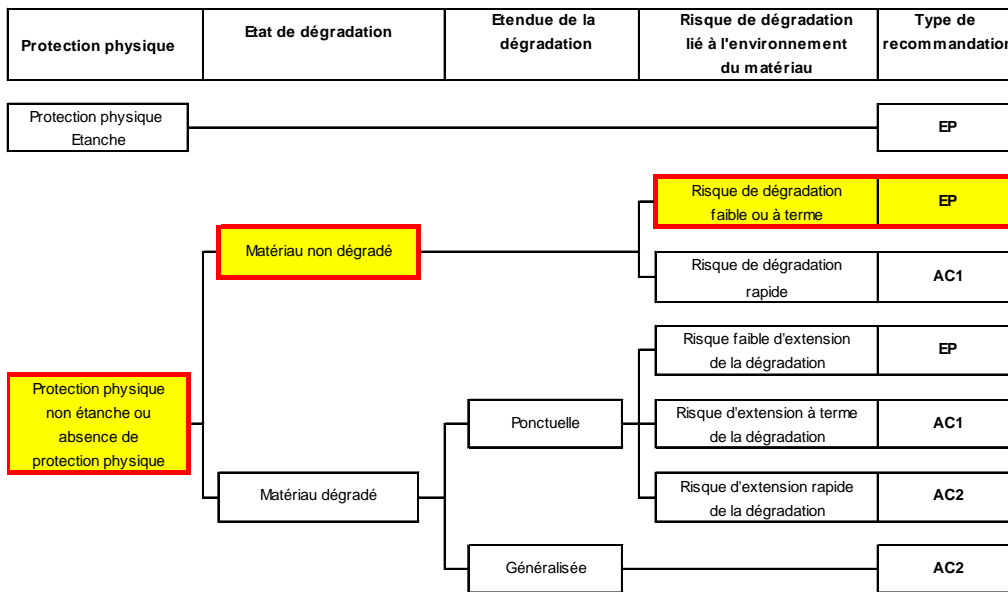 Protection physique
Etat de dégradation
Etendue de la
dégradation
Risque de dégradation
lié à l'environnement
du matériau
Type de
recommandation
Protection physique
Etanche
EP
Risque de dégradation
faible ou à terme
EP
Matériau non dégradé
Risque de dégradation
rapide
AC1
Risque faible d'extension
de la dégradation
EP
Protection physique
non étanche ou
absence de
protection physique
Ponctuelle
Risque d'extension à terme
de la dégradation
AC1
Matériau dégradé
Risque d'extension rapide
de la dégradation
AC2
Généralisée
AC2